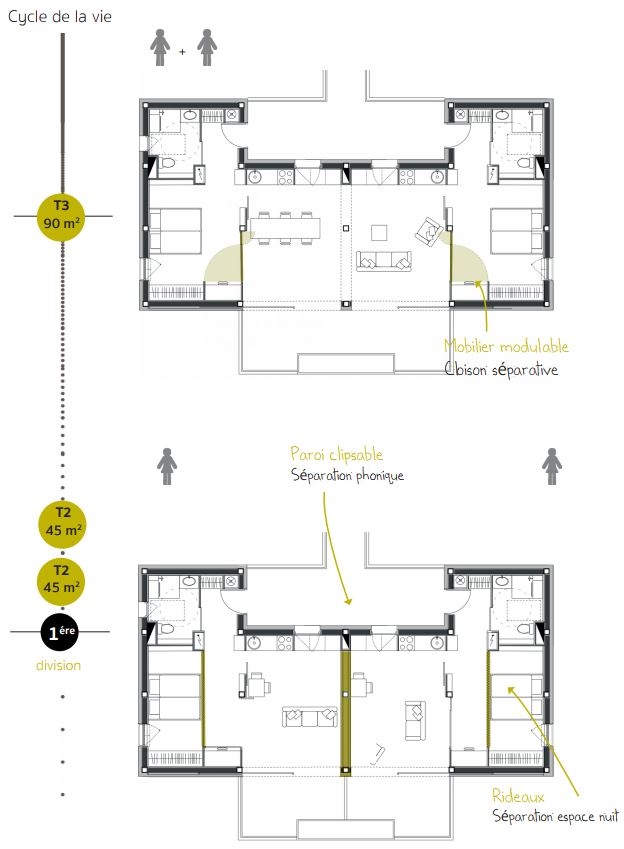 Cycle de la vie
+
T3
90 m²
Mobilier modulable
Cloison séparative
Paroi clipsable
Séparation phonique
T2
45 m²
T2
45 m²
1ère
division
Rideaux
Séparation espace nuit